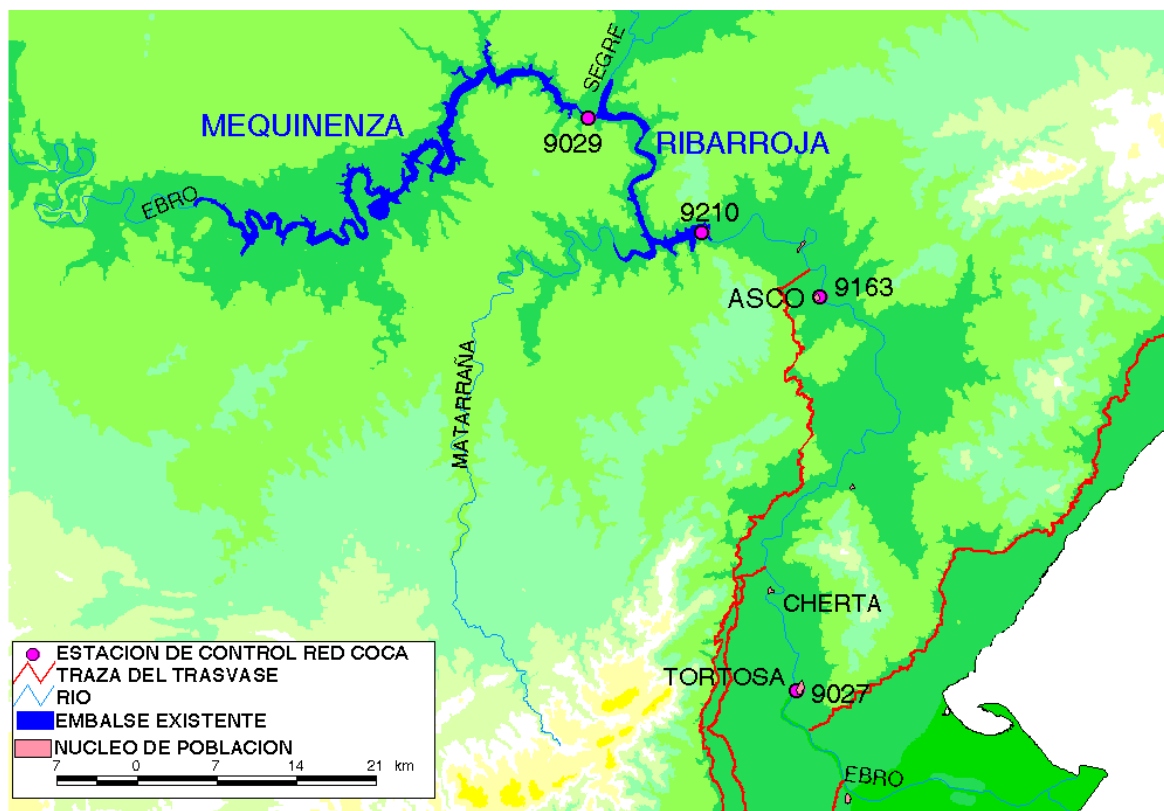 SEGRE
MEQUINENZA
9029
RIBARROJA
EBRO
9210
ASCO
9163
MATARRAÑA
CHERTA
TORTOSA
9027
EBRO
ESTACION DE CONTROL RED COCA
TRAZA DEL TRASVASE
RIO
EMBALSE EXISTENTE
NUCLEO DE POBLACION
7 0 7 14 21 km